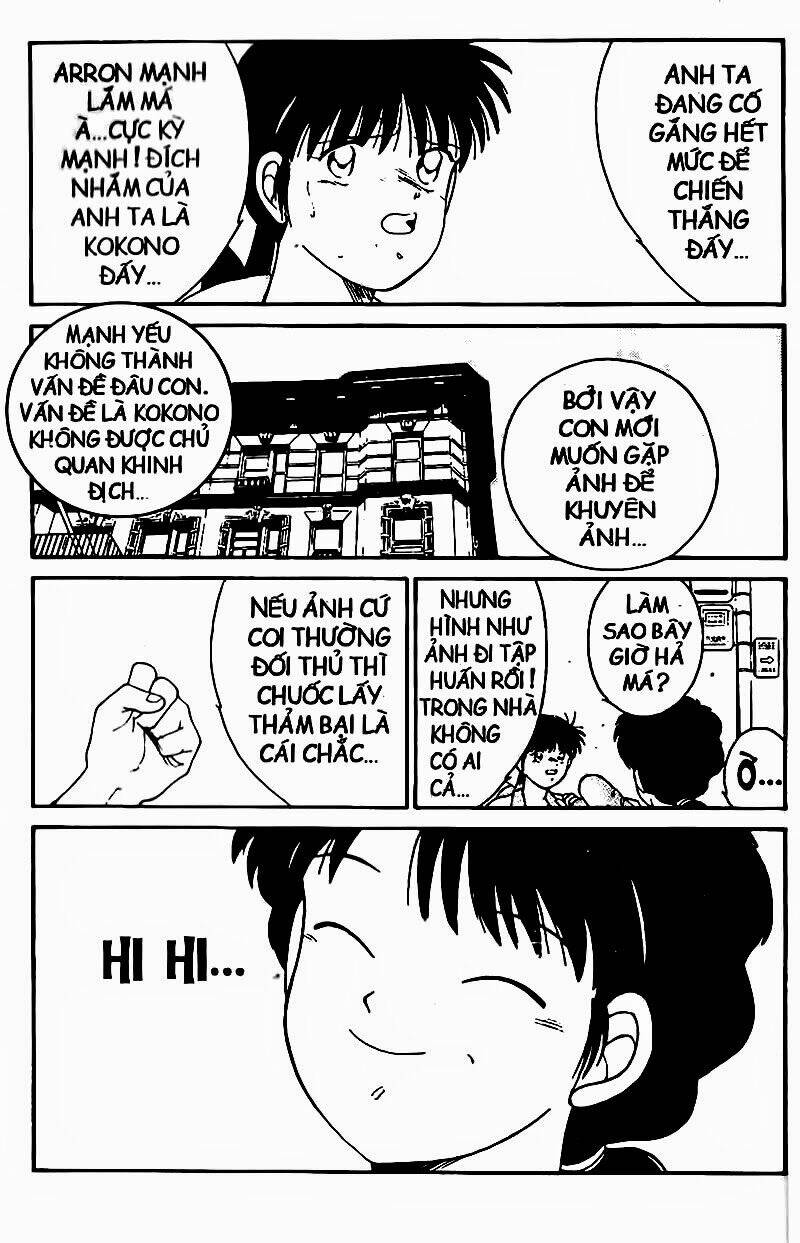 ARRON MẠNH
LẮM MÁ
À...CỰC KỲ
MẠNH! ĐÍCH
NHẮM CỦA
ANH TA LÀ
KOKONO
ĐẤY...
ANH TA
ĐANG CỐ
GẮNG HẾT
MỨC ĐỂ
CHIẾN
THẮNG
ĐẤY...
MẠNH YẾU
KHÔNG THÀNH
VẤN ĐỀ ĐÂU CON.
VẤN ĐỀ LÀ KOKONO
KHÔNG ĐƯỢC CHỦ
QUAN KHINH
ĐỊCH...
BỞI VẬY
CON MỚI
MUỐN GẶP
ẢNH ĐỂ
KHUYÊN
ẢNH...
NẾU ẢNH CỨ
COI THƯỜNG
ĐỐI THỦ THÌ
CHUỐC LẤY
THẢM BẠI LÀ
CÁI CHẮC...
NHƯNG
HÌNH NHƯ
ẢNH ĐI TẬP
HUẤN RỒI!
TRONG NHÀ
KHÔNG
CÓ AI
CẢ...
LÀM
SAO BÂY
GIỜ HẢ
MÁ?
Ờ...
HI HI...